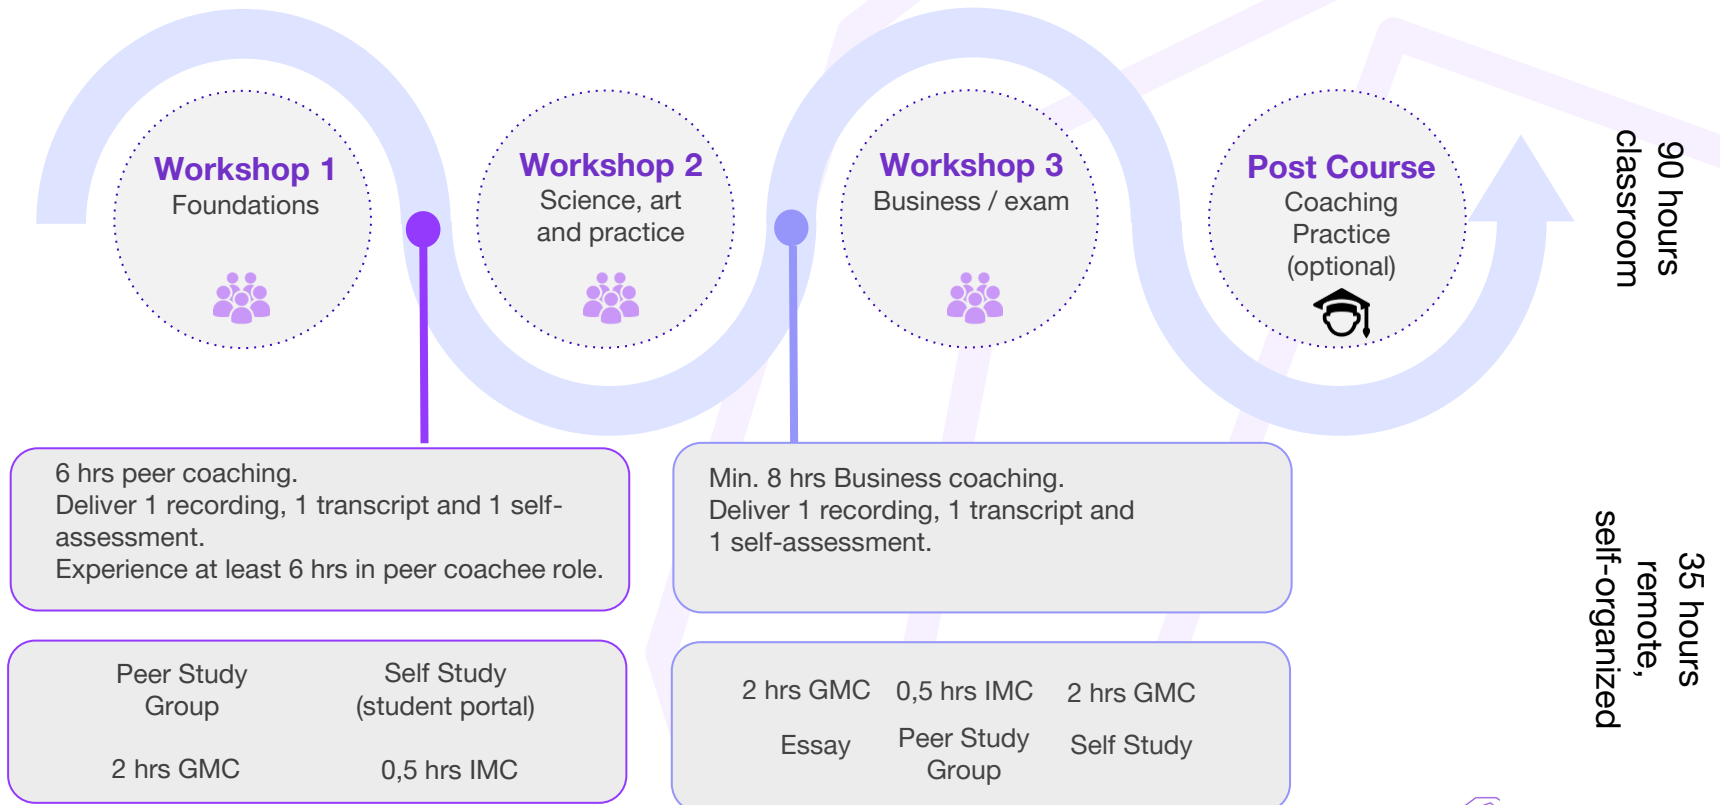 Workshop 1
Foundations
Workshop 2
Science, art
and practice
Workshop 3
Business / exam
Post Course
Coaching
Practice
(optional)
90 hours
classroom
6 hrs peer coaching.
Deliver 1 recording, 1 transcript and 1 self-
assessment.
Experience at least 6 hrs in peer coachee role.
Min. 8 hrs Business coaching.
Deliver 1 recording, 1 transcript and
1 self-assessment.
35 hours
remote,
self-organized
Peer Study
Group
Self Study
(student portal)
2 hrs GMC
0,5 hrs IMC
2 hrs GMC
0,5 hrs IMC
2 hrs GMC
Essay
Peer Study
Group
Self Study